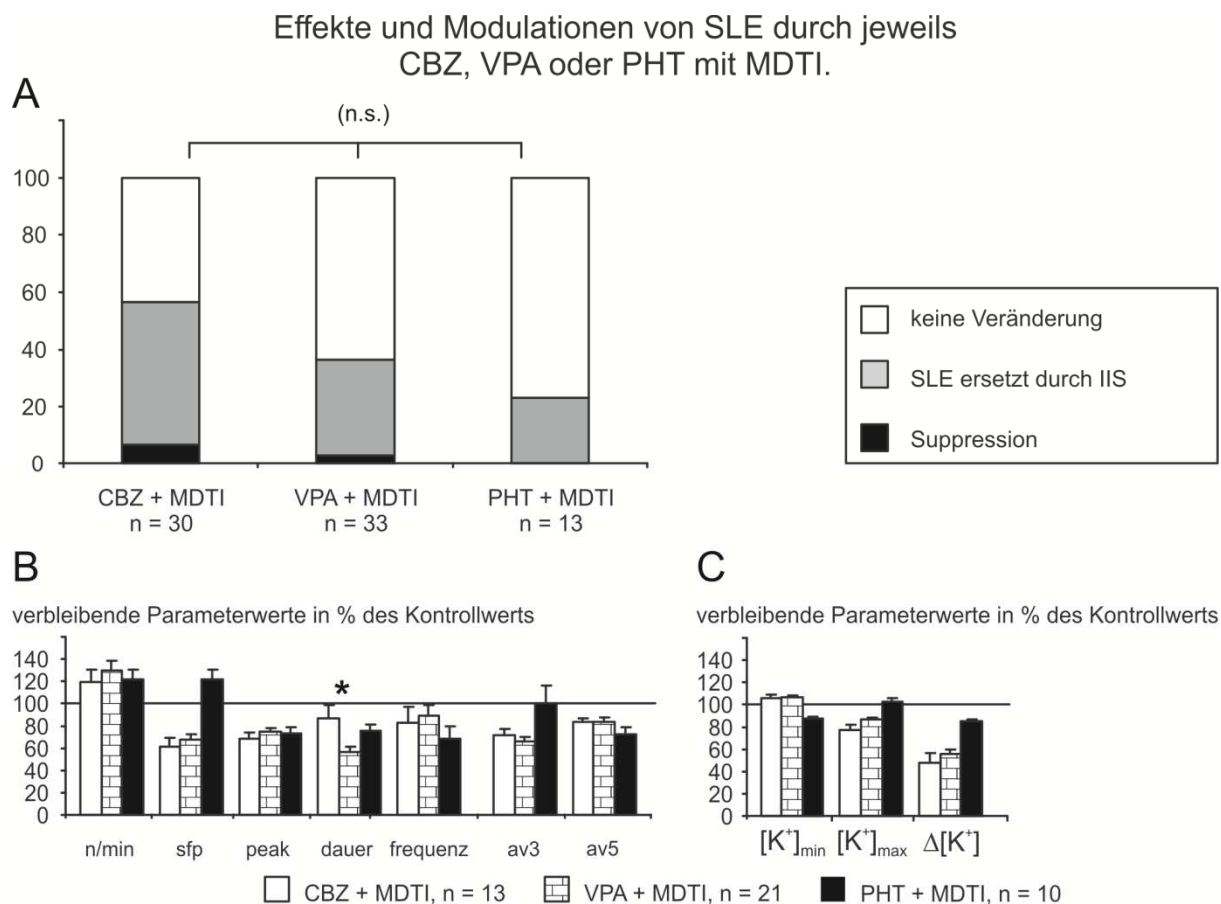 Effekte und Modulationen von SLE durch jeweils
CBZ, VPA oder PHT mit MDTI.
A
(n.s.)
100
80
60
40
20
0
CBZ + MDTI
n = 30
VPA + MDTI
n = 33
PHT + MDTI
n = 13
keine Veränderung
SLE ersetzt durch IIS
Suppression
B
verbleibende Parameterwerte in % des Kontrollwerts
140
120
100
80
60
40
20
0
*
n/min sfp peak dauer frequenz av3 av5
C
verbleibende Parameterwerte in % des Kontrollwerts
140
120
100
80
60
40
20
0
[K⁺]min [K⁺]max Δ[K⁺]
CBZ + MDTI, n = 13 VPA + MDTI, n = 21 PHT + MDTI, n = 10